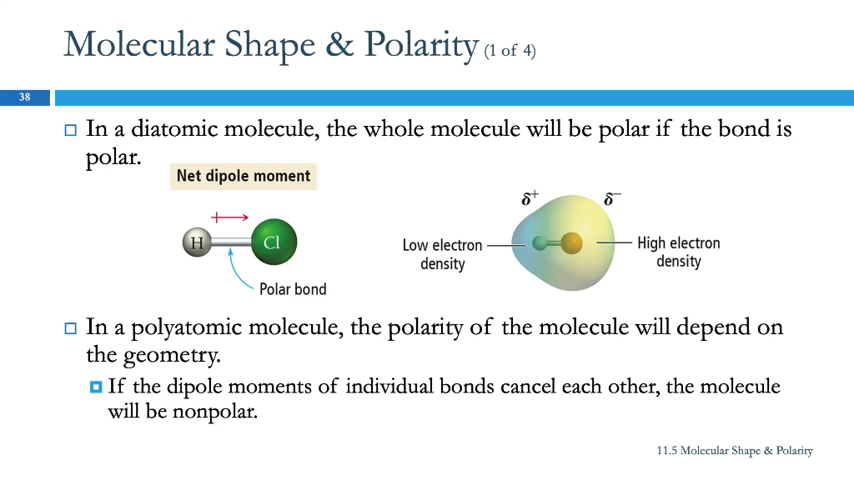 Molecular Shape & Polarity (1 of 4)
38
In a diatomic molecule, the whole molecule will be polar if the bond is
polar.
Net dipole moment
H
Cl
Polar bond
δ+
δ−
Low electron
density
High electron
density
In a polyatomic molecule, the polarity of the molecule will depend on
the geometry.
If the dipole moments of individual bonds cancel each other, the molecule
will be nonpolar.
11.5 Molecular Shape & Polarity